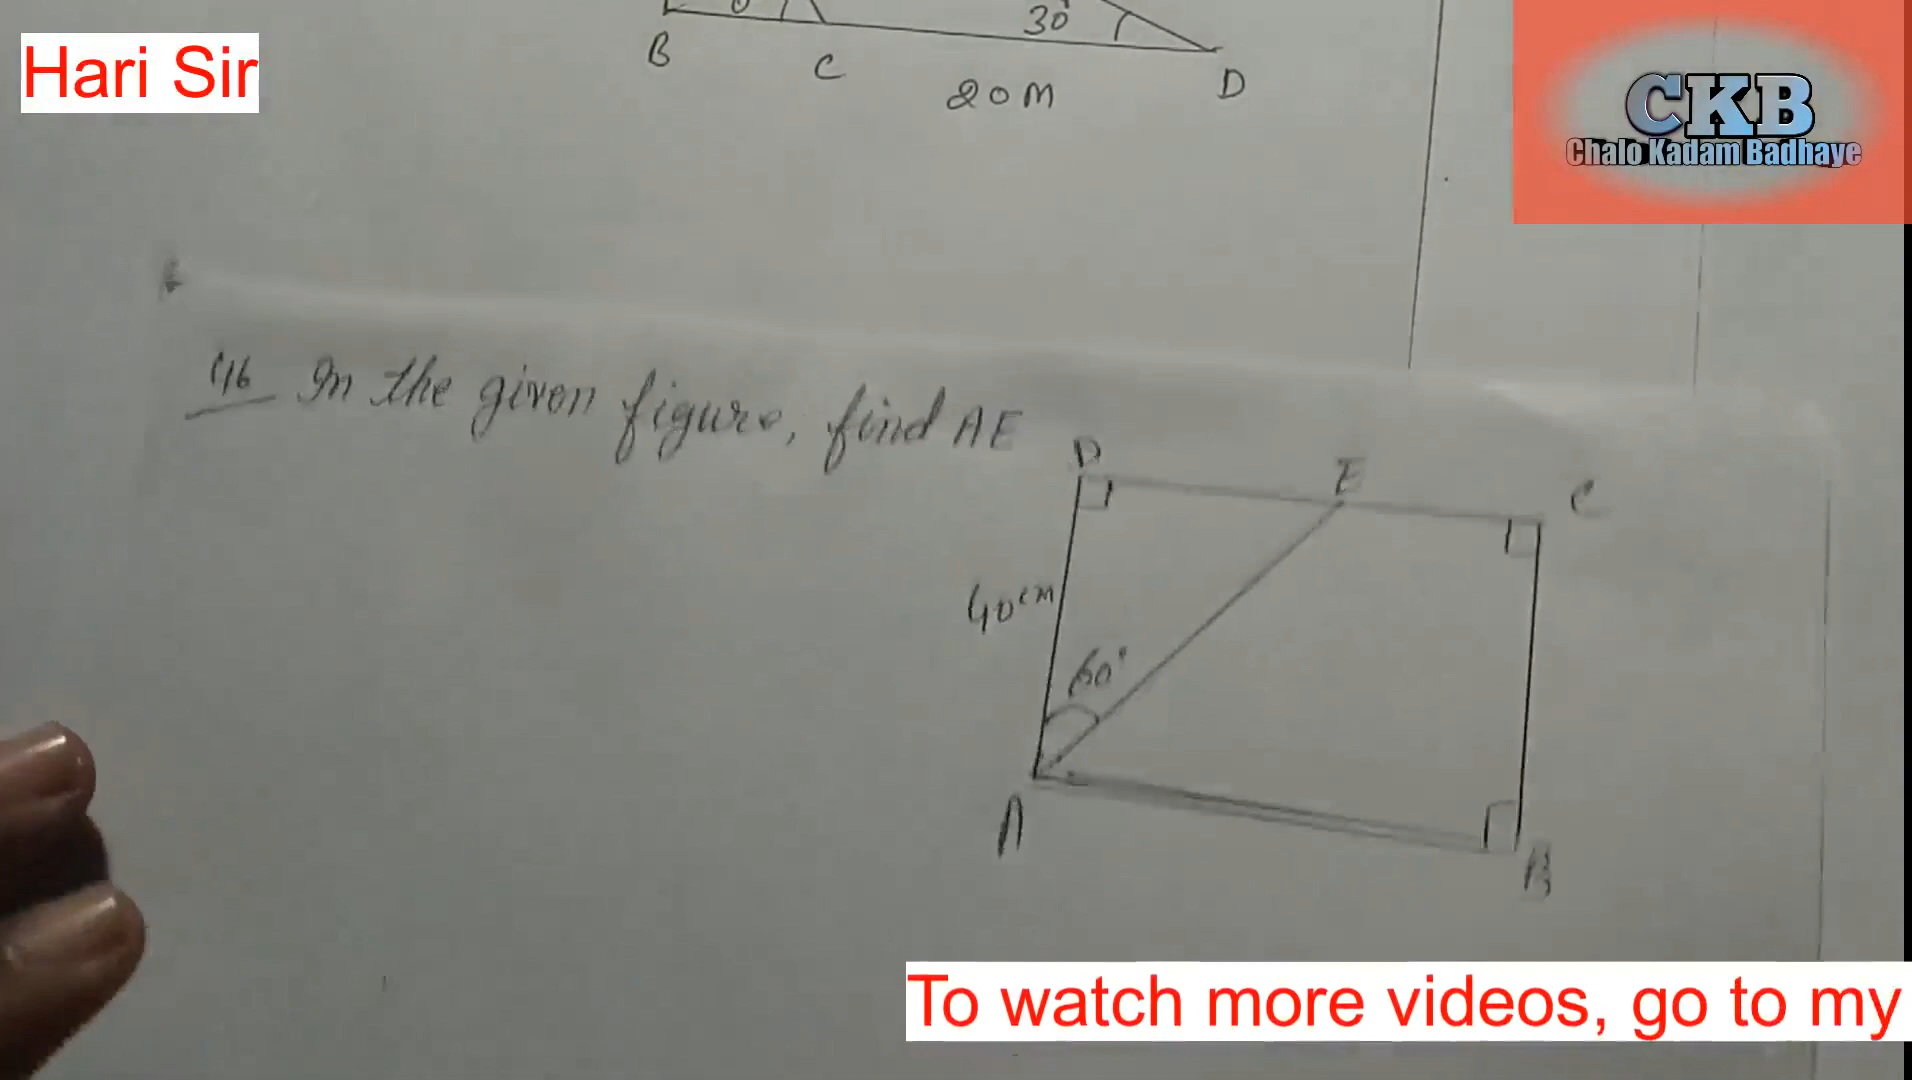 Hari Sir
CKB
Chalo Kadam Badhaye
θ
30°
B
C
20M
D
In the given figure, find AE
D
E
C
40cm
60°
A
B
To watch more videos, go to my